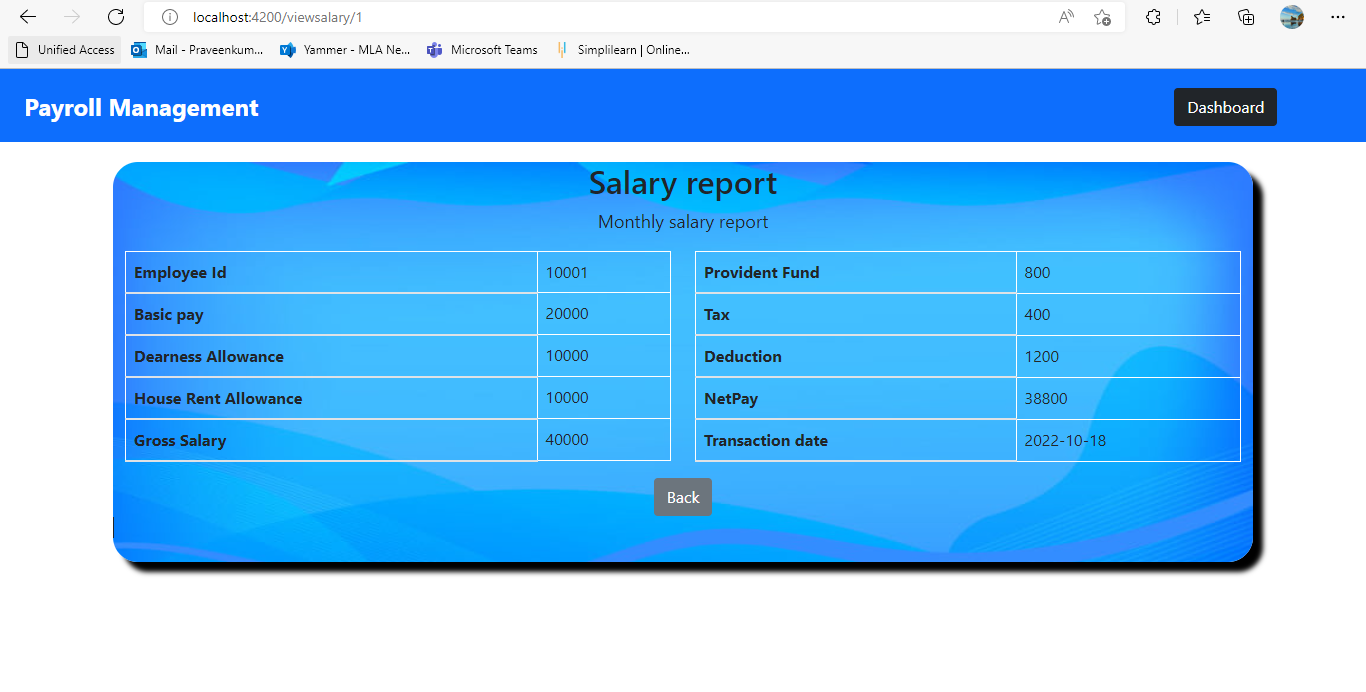 localhost:4200/viewsalary/1
Unified Access Mail - Praveenkum... Yammer - MLA Ne... Microsoft Teams Simplilearn | Online...
Payroll Management Dashboard
Salary report
Monthly salary report
Employee Id 10001 Provident Fund 800
Basic pay 20000 Tax 400
Dearness Allowance 10000 Deduction 1200
House Rent Allowance 10000 NetPay 38800
Gross Salary 40000 Transaction date 2022-10-18
Back